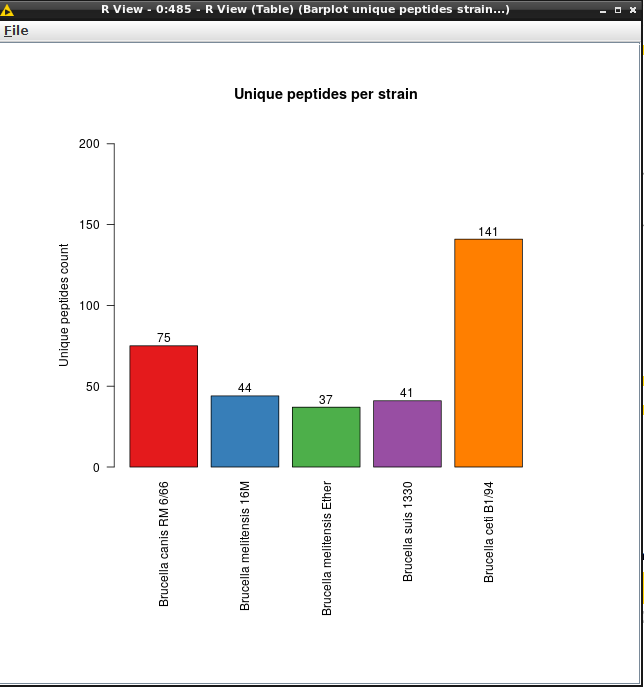 R View - 0:485 - R View (Table) (Barplot unique peptides strain...)
File
Unique peptides per strain
Unique peptides count
200
150
100
50
0
75
44
37
41
141
Brucella canis RM 6/66
Brucella melitensis 16M
Brucella melitensis Ether
Brucella suis 1330
Brucella ceti B1/94